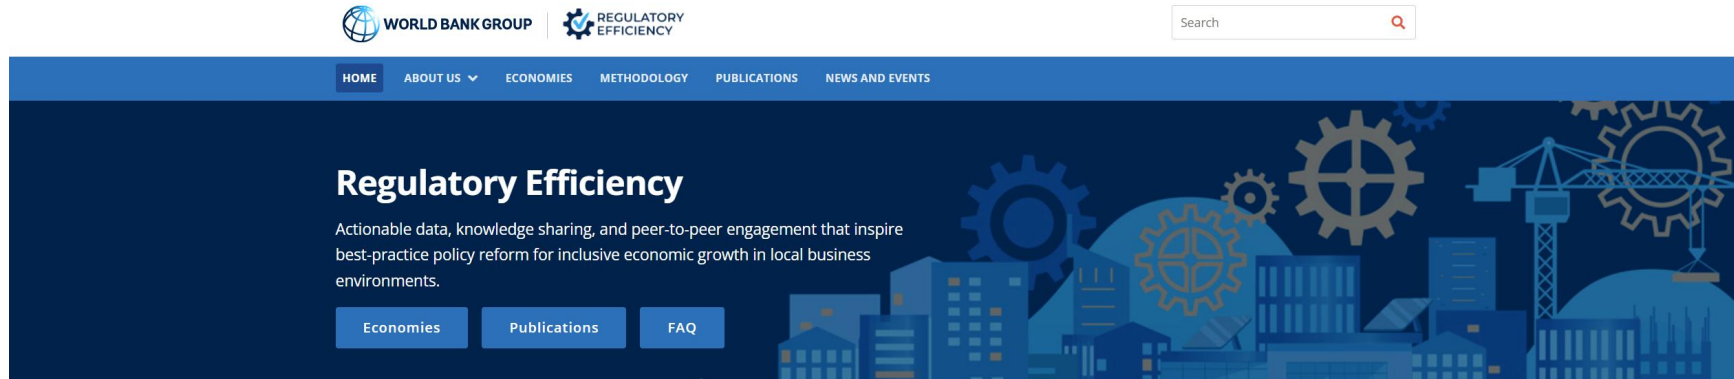 WORLD BANK GROUP
REGULATORY
EFFICIENCY
Search
HOME ABOUT US ECONOMIES METHODOLOGY PUBLICATIONS NEWS AND EVENTS
Regulatory Efficiency
Actionable data, knowledge sharing, and peer-to-peer engagement that inspire
best-practice policy reform for inclusive economic growth in local business
environments.
Economies Publications FAQ